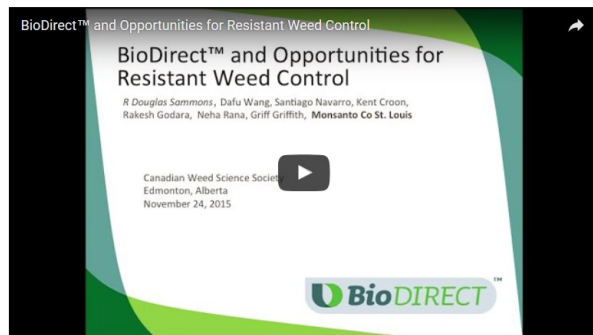 BioDirect™ and Opportunities for Resistant Weed Control
BioDirect™ and Opportunities for
Resistant Weed Control
R Douglas Sammons, Dafu Wang, Santiago Navarro, Kent Croon,
Rakesh Godara, Neha Rana, Griff Griffith, Monsanto Co St. Louis
Canadian Weed Science Society
Edmonton, Alberta
November 24, 2015
BioDIRECT™